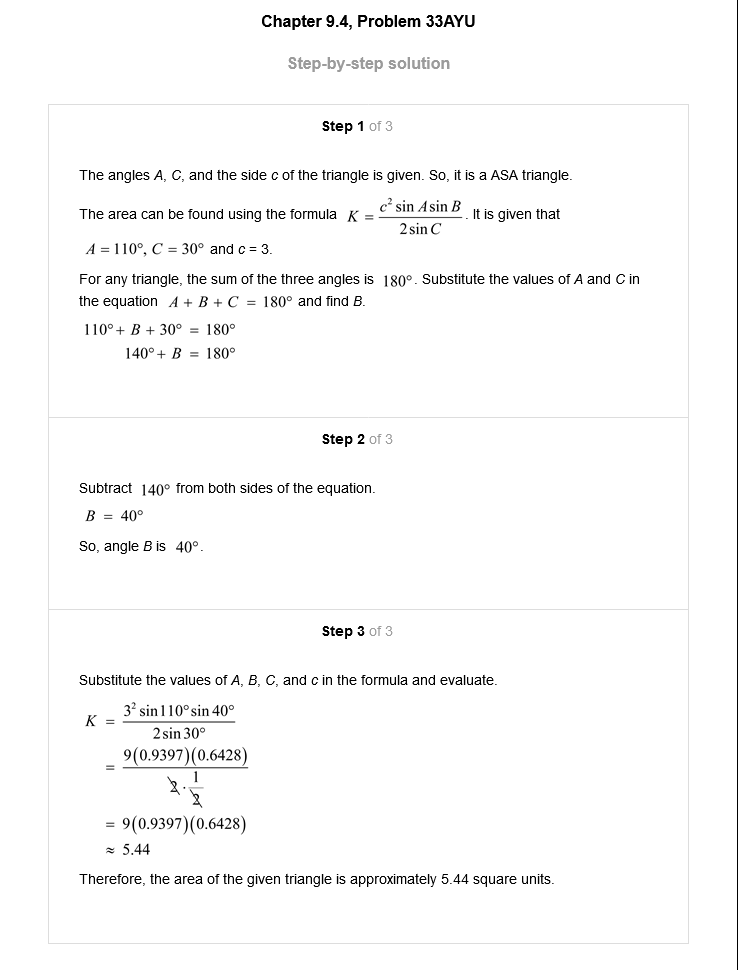 Chapter 9.4, Problem 33AYU
Step-by-step solution
Step 1 of 3
The angles A, C, and the side c of the triangle is given. So, it is a ASA triangle.
The area can be found using the formula K = \frac{c² sin A sin B}{2 sin C}. It is given that
A = 110°, C = 30° and c = 3.
For any triangle, the sum of the three angles is 180°. Substitute the values of A and C in
the equation A + B + C = 180° and find B.
110° + B + 30° = 180°
140° + B = 180°
Step 2 of 3
Subtract 140° from both sides of the equation.
B = 40°
So, angle B is 40°.
Step 3 of 3
Substitute the values of A, B, C, and c in the formula and evaluate.
K = \frac{3² sin 110° sin 40°}{2 sin 30°}
= \frac{9(0.9397)(0.6428)}{2 · \frac{1}{2}}
= 9(0.9397)(0.6428)
≈ 5.44
Therefore, the area of the given triangle is approximately 5.44 square units.